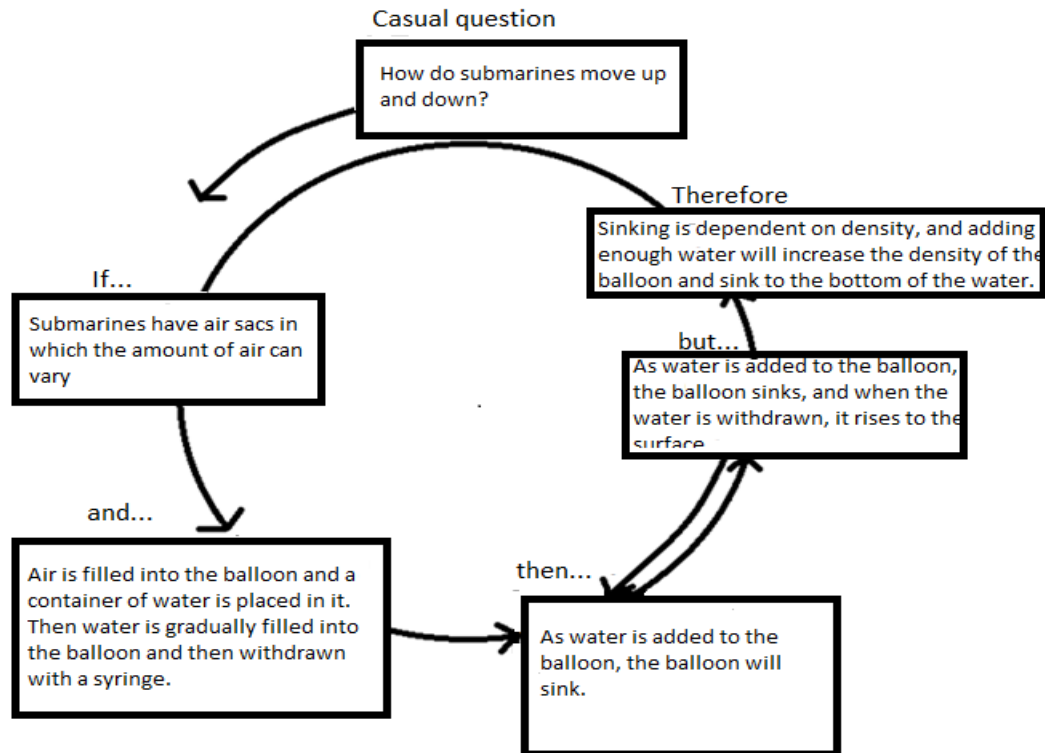 Casual question
How do submarines move up
and down?
Therefore
Sinking is dependent on density, and adding
enough water will increase the density of the
balloon and sink to the bottom of the water.
If...
Submarines have air sacs in
which the amount of air can
vary
but...
As water is added to the balloon,
the balloon sinks, and when the
water is withdrawn, it rises to the
surface
and...
Air is filled into the balloon and a
container of water is placed in it.
Then water is gradually filled into
the balloon and then withdrawn
with a syringe.
then...
As water is added to the
balloon, the balloon will
sink.